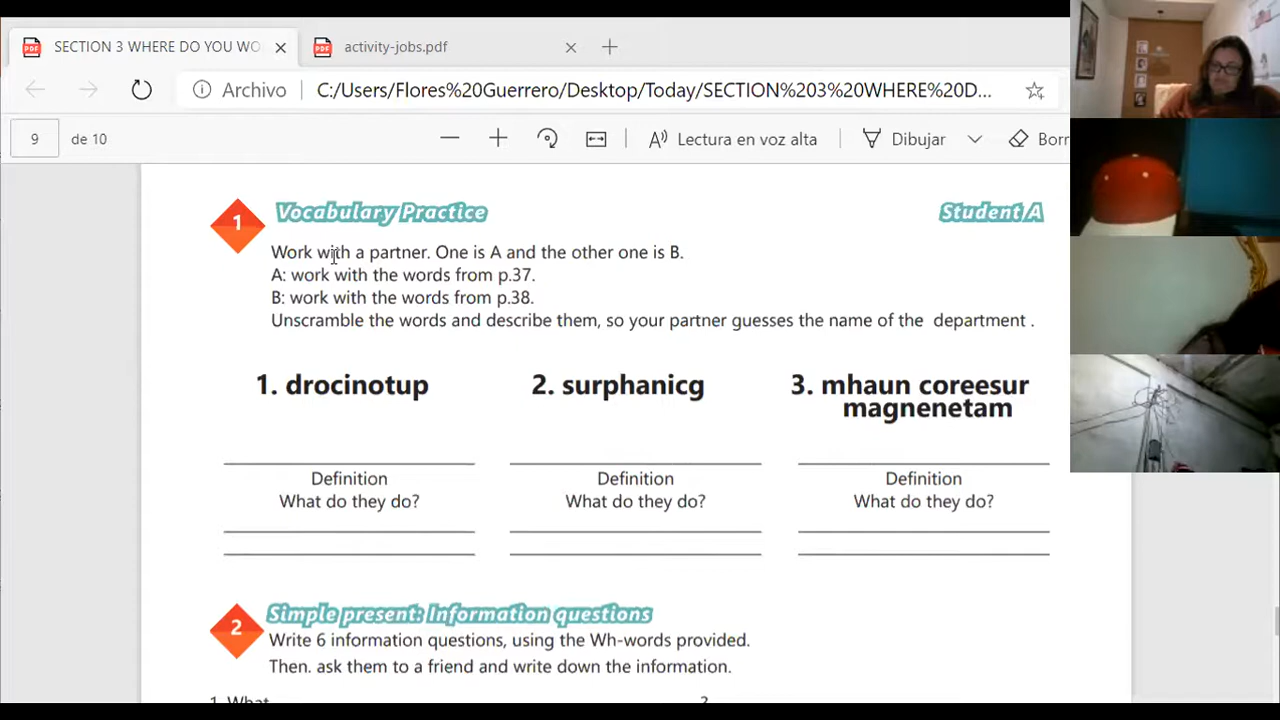 SECTION 3 WHERE DO YOU WO
activity-jobs.pdf
Archivo
C:/Users/Flores%20Guerrero/Desktop/Today/SECTION%203%20WHERE%20D...
9 de 10
Lectura en voz alta
Dibujar
Borr
1 Vocabulary Practice
Student A
Work with a partner. One is A and the other one is B.
A: work with the words from p.37.
B: work with the words from p.38.
Unscramble the words and describe them, so your partner guesses the name of the department .
1. drocinotup
2. surphanicg
3. mhaun coreesur
magnenetam
Definition
What do they do?
Definition
What do they do?
Definition
What do they do?
2 Simple present: Information questions
Write 6 information questions, using the Wh-words provided.
Then. ask them to a friend and write down the information.
1. What